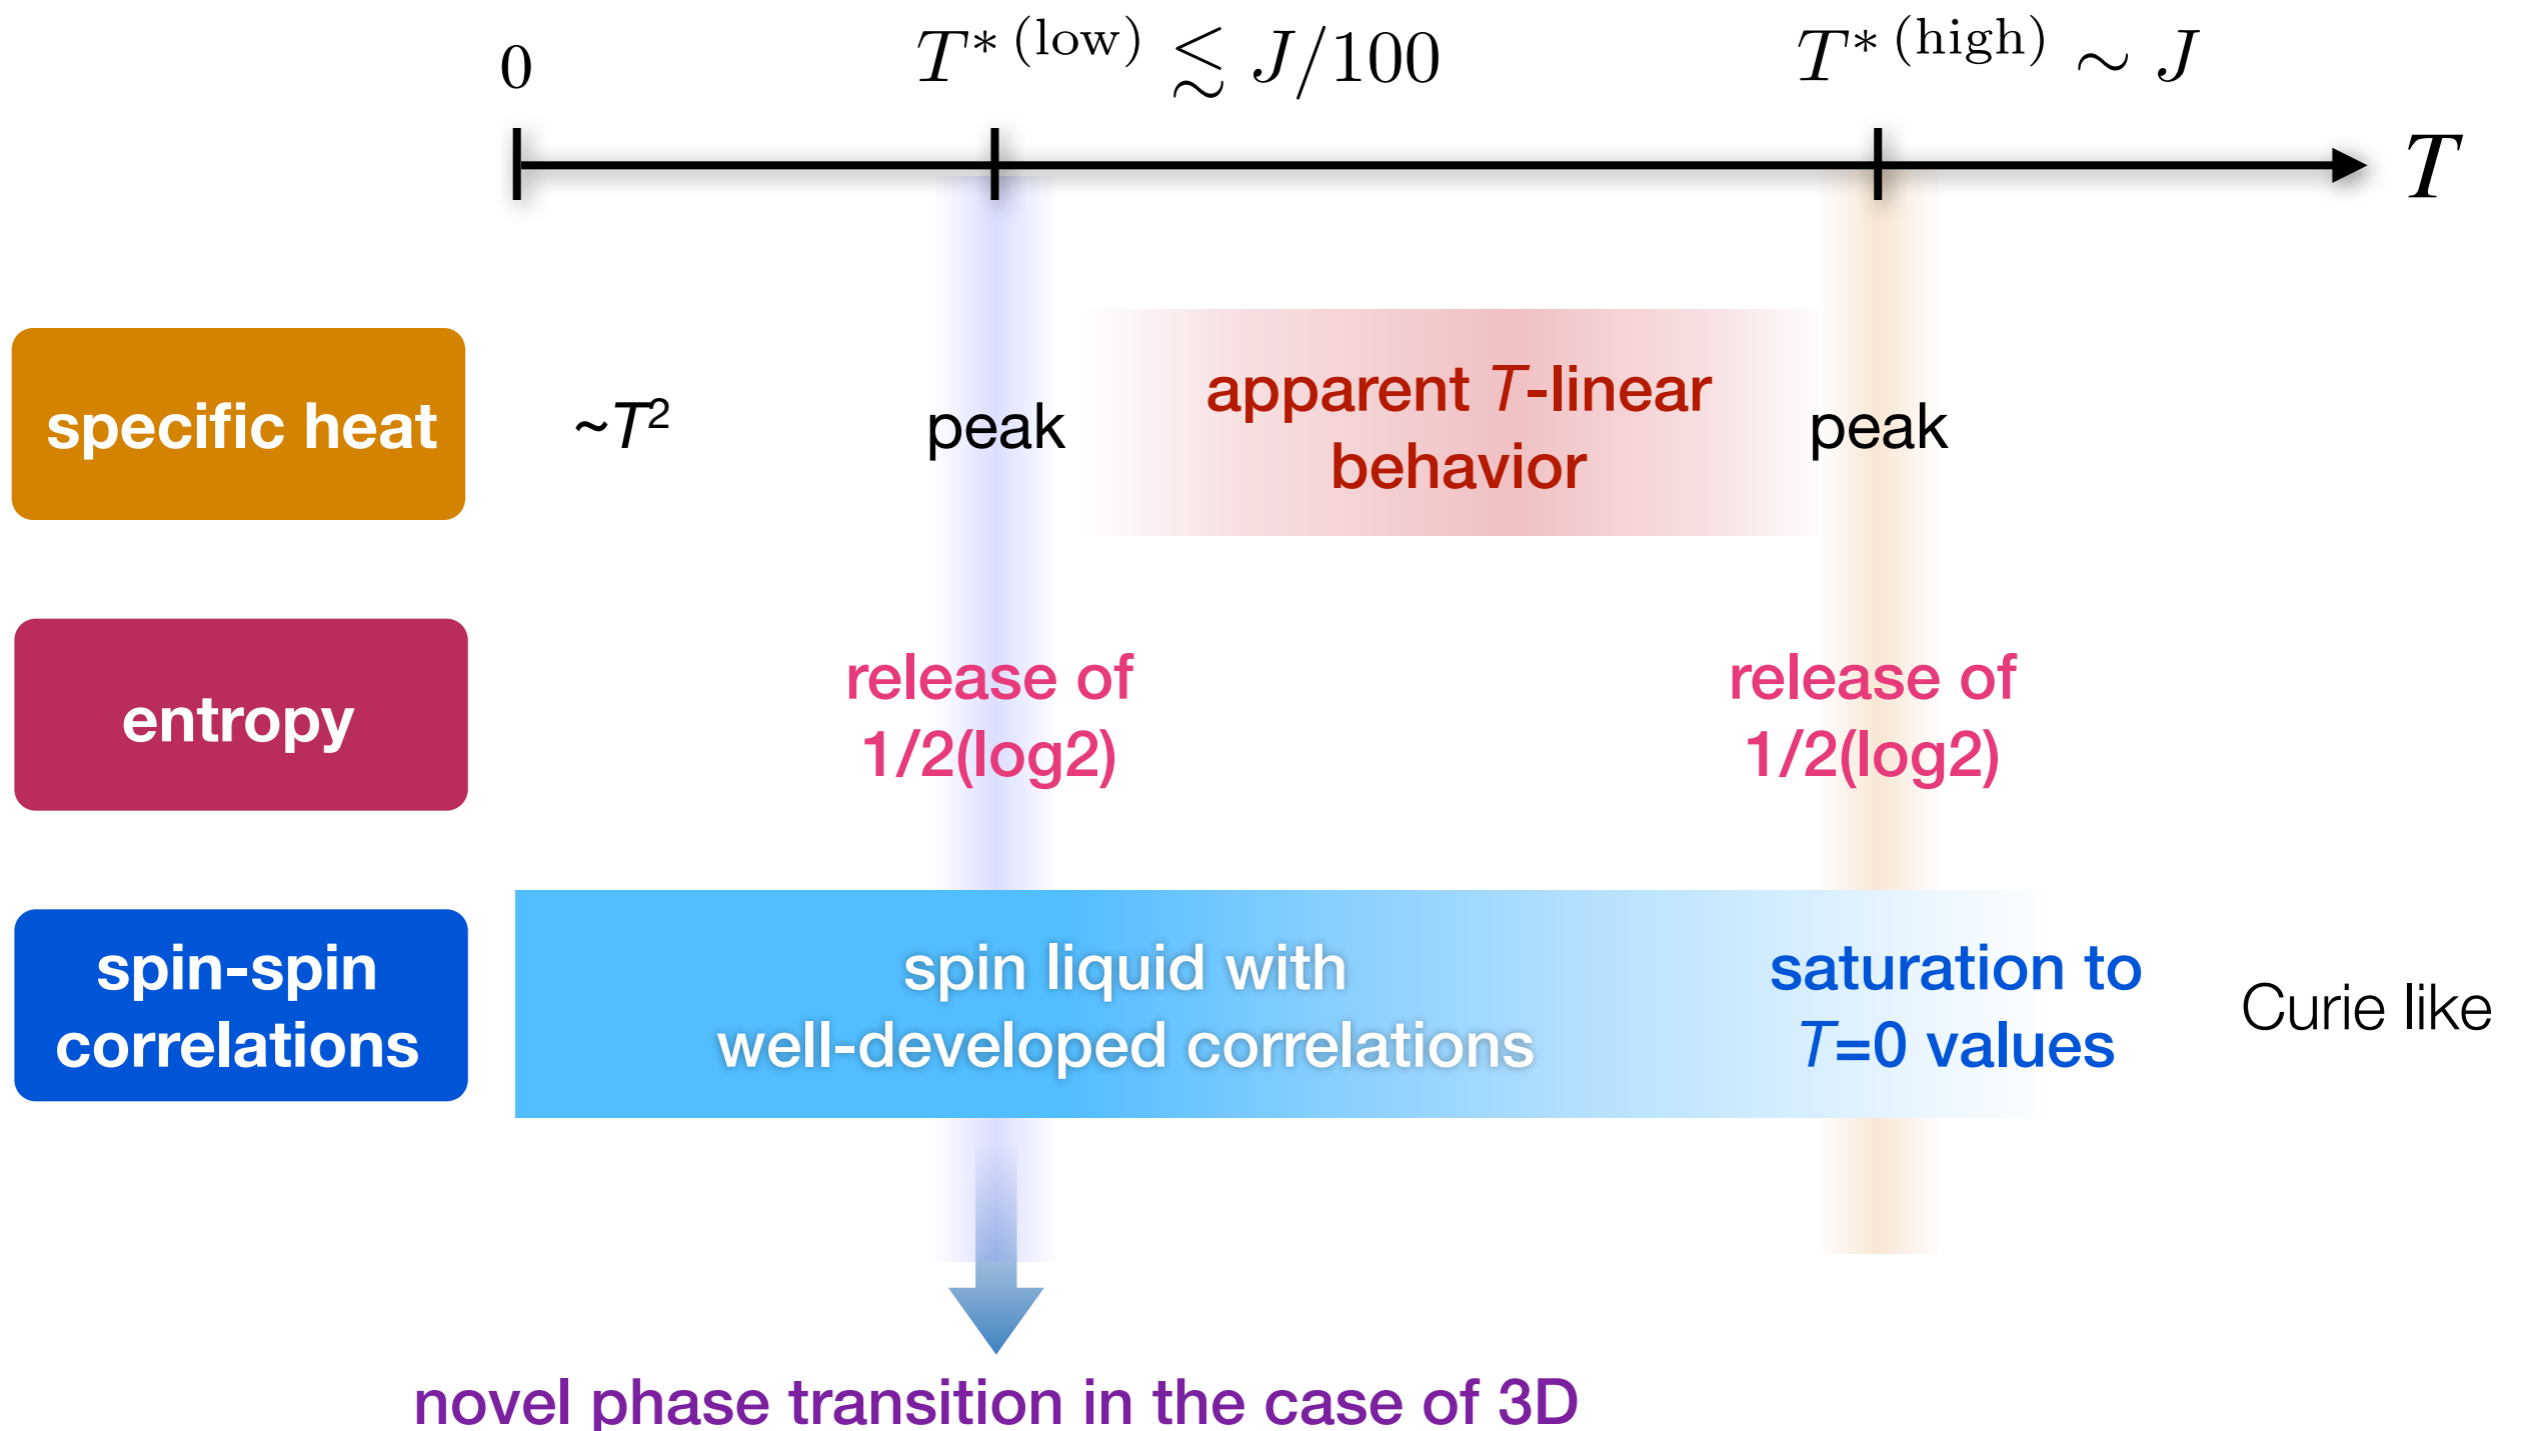 0
T* (low) ≲ J/100
T* (high) ∼ J
T
specific heat
~T²
peak
apparent T-linear
behavior
peak
entropy
release of
1/2(log2)
release of
1/2(log2)
spin-spin
correlations
spin liquid with
well-developed correlations
saturation to
T=0 values
Curie like
novel phase transition in the case of 3D